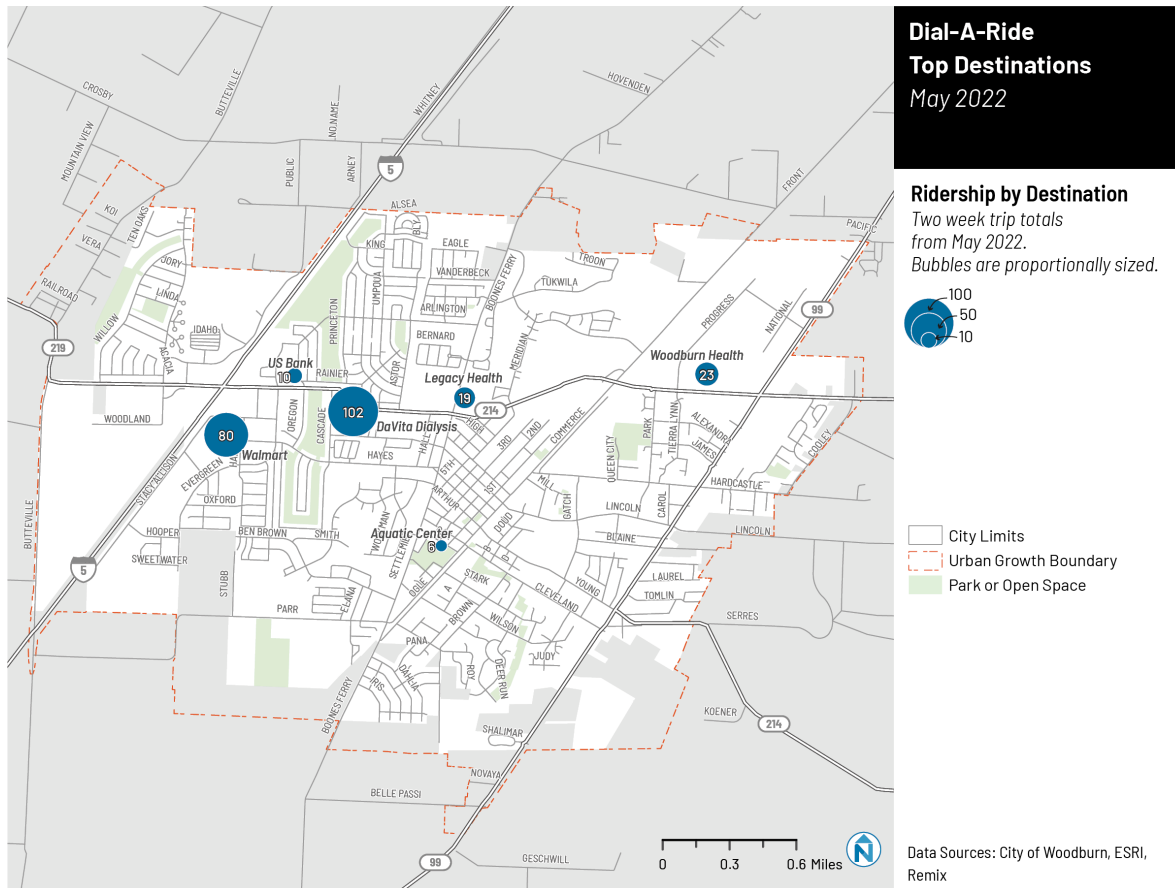 Dial-A-Ride
Top Destinations
May 2022
Ridership by Destination
Two week trip totals
from May 2022.
Bubbles are proportionally sized.
100
50
10
City Limits
Urban Growth Boundary
Park or Open Space
Data Sources: City of Woodburn, ESRI,
Remix
0 0.3 0.6 Miles
N
CROSBY
BUTTEVILLE
NO NAME
WHITNEY
HOVENDEN
MOUNTAIN VIEW
PUBLIC
ARNEY
5
FRONT
KOI
TEN OAKS
ALSEA
PACIFIC
VERA
KING
BLY
EAGLE
JORY
VANDERBECK
BOONES FERRY
TROON
TUKWILA
RAILROAD
LINDA
UMPQUA
ARLINGTON
PROGRESS
NATIONAL
99
WILLOW
IDAHO
PRINCETON
BERNARD
MERIDIAN
219
ACACIA
US Bank
10
RAINIER
ASTOR
Legacy Health
19
Woodburn Health
23
214
WOODLAND
OREGON
CASCADE
102
DaVita Dialysis
80
Walmart
HALL
HIGH
3RD
2ND
COMMERCE
QUEEN CITY
PARK
TIERRA LYNN
ALEXANDRA
JAMES
COOLEY
HAYES
5TH
STACY ALLISON
EVERGREEN
ARTHUR
1ST
MILL
GATCH
HARDCASTLE
OXFORD
LINCOLN
CAROL
BUTTEVILLE
HOOPER
BEN BROWN
SMITH
Aquatic Center
6
SETTLEMIER
DOUD
BLAINE
LINCOLN
SWEETWATER
5
STUBB
B
D
STARK
OGLE
A
YOUNG
LAUREL
TOMLIN
CLEVELAND
ELANA
PARR
BROWN
WILSON
SERRES
PANA
JUDY
IRIS
DAHLIA
ROY
DEER RUN
BOONES FERRY
KOENER
214
SHALIMAR
NOVAYA
BELLE PASSI
99
GESCHWILL